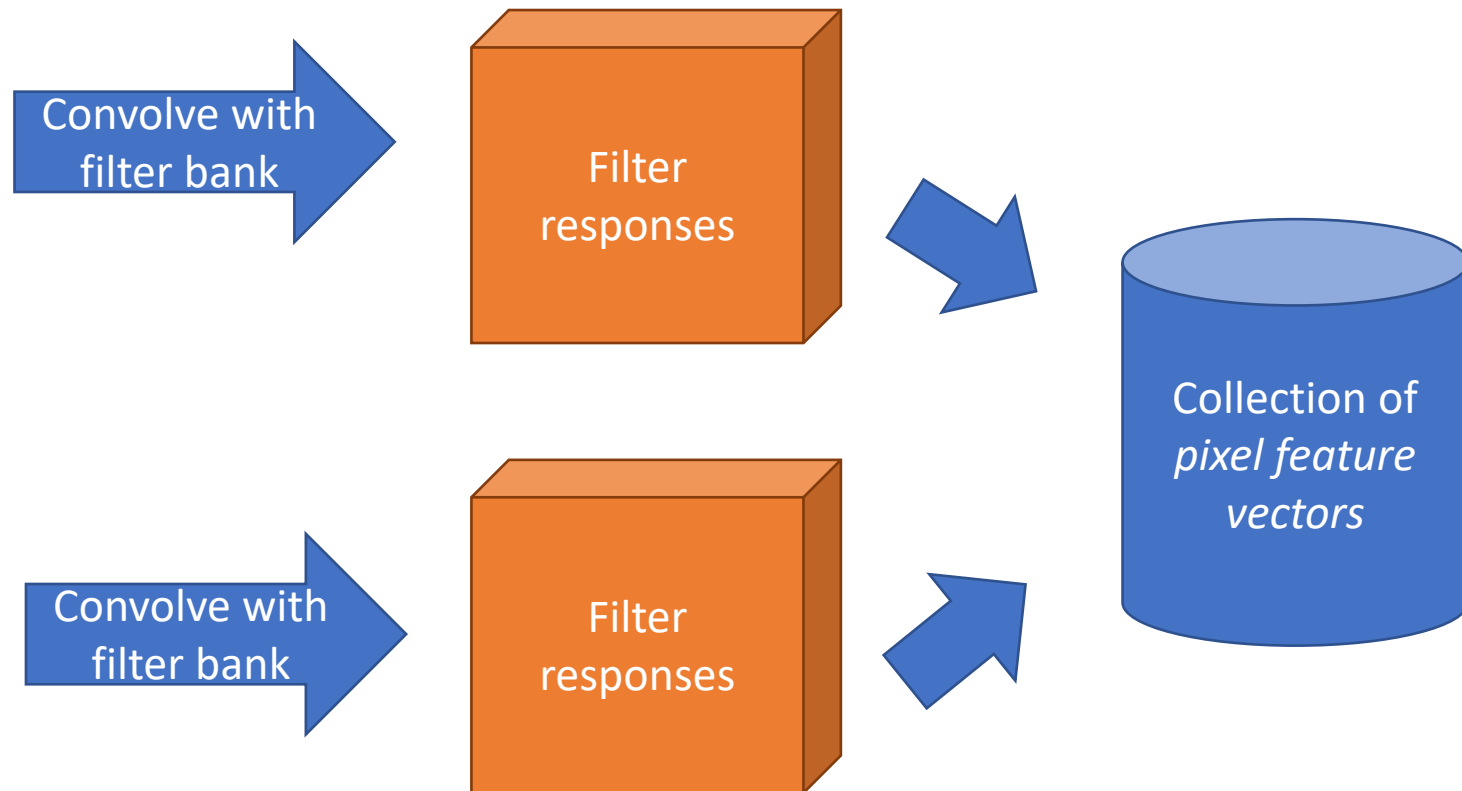 Convolve with
filter bank
Filter
responses
Collection of
pixel feature
vectors
Convolve with
filter bank
Filter
responses